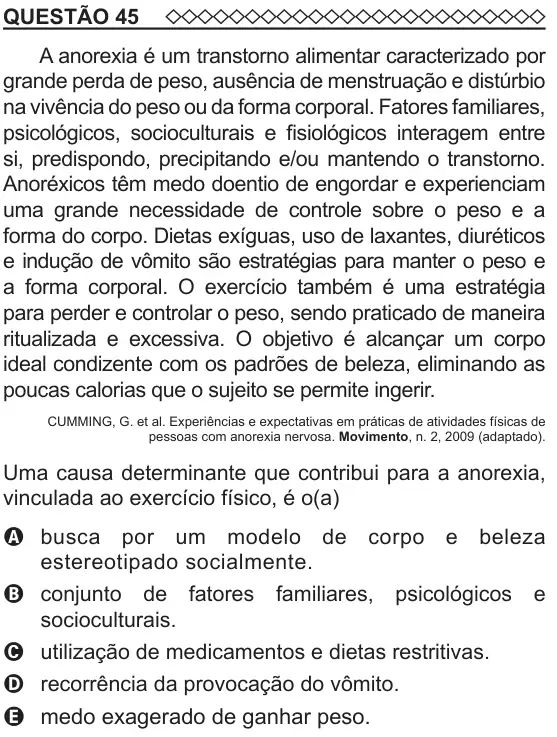 QUESTÃO 45
A anorexia é um transtorno alimentar caracterizado por
grande perda de peso, ausência de menstruação e distúrbio
na vivência do peso ou da forma corporal. Fatores familiares,
psicológicos, socioculturais e fisiológicos interagem entre
si, predispondo, precipitando e/ou mantendo o transtorno.
Anoréxicos têm medo doentio de engordar e experienciam
uma grande necessidade de controle sobre o peso e a
forma do corpo. Dietas exíguas, uso de laxantes, diuréticos
e indução de vômito são estratégias para manter o peso e
a forma corporal. O exercício também é uma estratégia
para perder e controlar o peso, sendo praticado de maneira
ritualizada e excessiva. O objetivo é alcançar um corpo
ideal condizente com os padrões de beleza, eliminando as
poucas calorias que o sujeito se permite ingerir.
CUMMING, G. et al. Experiências e expectativas em práticas de atividades físicas de
pessoas com anorexia nervosa. Movimento, n. 2, 2009 (adaptado).
Uma causa determinante que contribui para a anorexia,
vinculada ao exercício físico, é o(a)
A busca por um modelo de corpo e beleza
estereotipado socialmente.
B conjunto de fatores familiares, psicológicos e
socioculturais.
C utilização de medicamentos e dietas restritivas.
D recorrência da provocação do vômito.
E medo exagerado de ganhar peso.